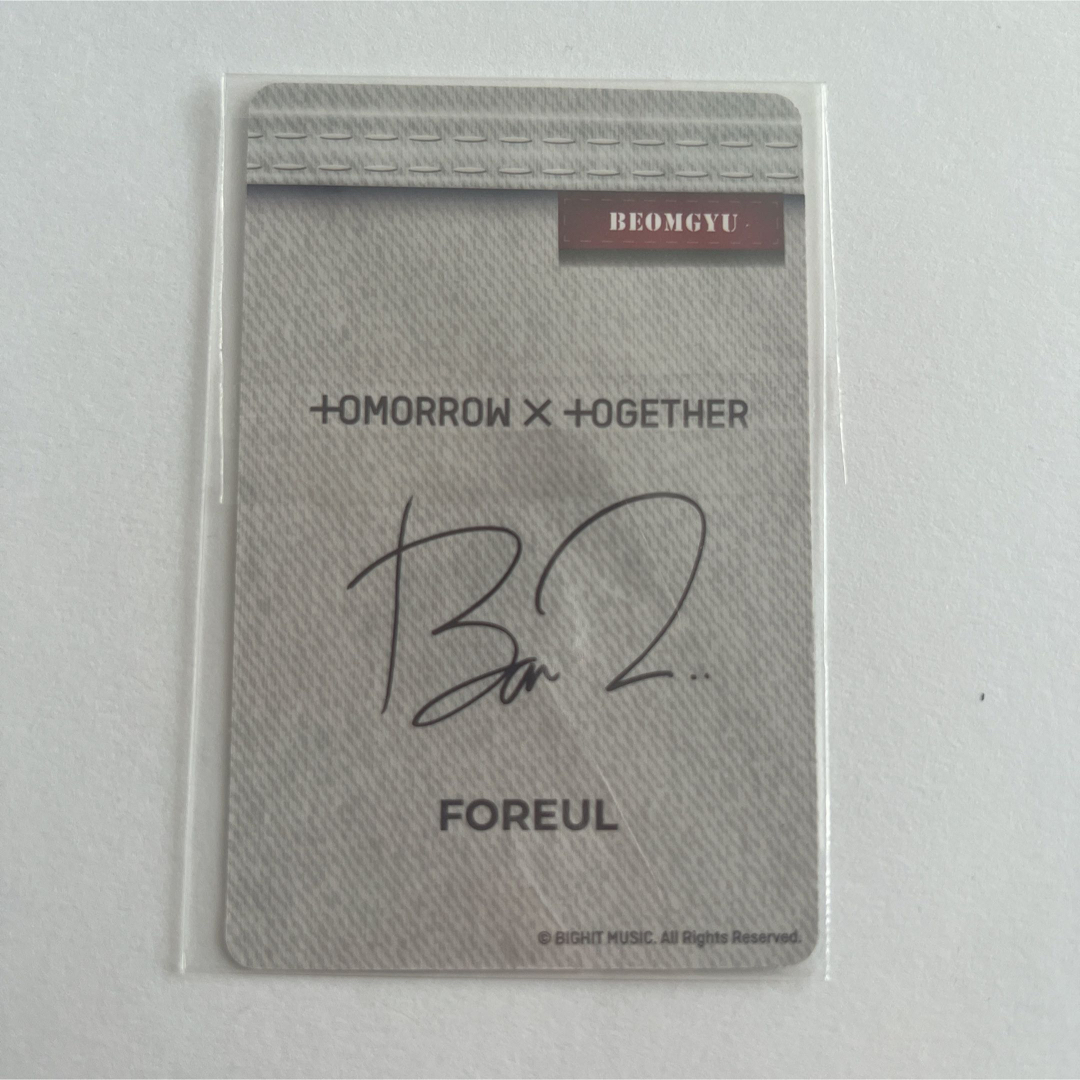 BEOMGYU
TOMORROW X TOGETHER
FOREUL
© BIGHIT MUSIC. All Rights Reserved.